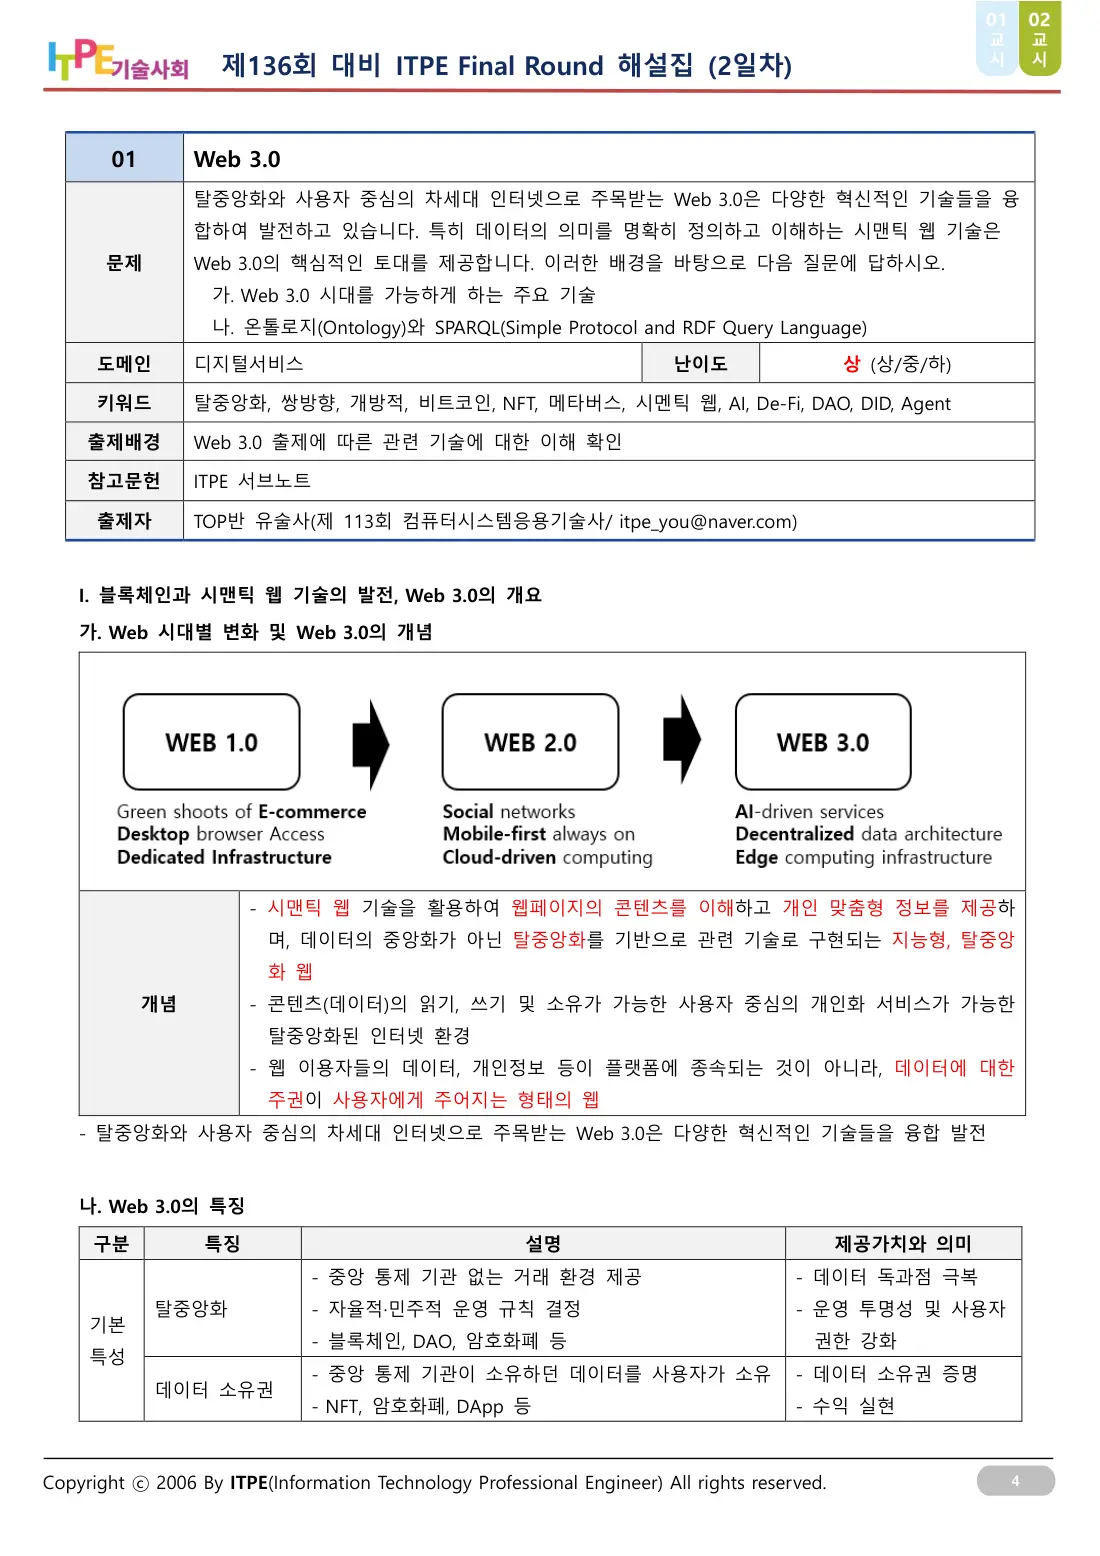 ITPE기술사회 제136회 대비 ITPE Final Round 해설집 (2일차)
01 교시
02 교시
01 Web 3.0
문제
탈중앙화와 사용자 중심의 차세대 인터넷으로 주목받는 Web 3.0은 다양한 혁신적인 기술들을 융
합하여 발전하고 있습니다. 특히 데이터의 의미를 명확히 정의하고 이해하는 시맨틱 웹 기술은
Web 3.0의 핵심적인 토대를 제공합니다. 이러한 배경을 바탕으로 다음 질문에 답하시오.
가. Web 3.0 시대를 가능하게 하는 주요 기술
나. 온톨로지(Ontology)와 SPARQL(Simple Protocol and RDF Query Language)
도메인 디지털서비스 난이도 상 (상/중/하)
키워드 탈중앙화, 쌍방향, 개방적, 비트코인, NFT, 메타버스, 시멘틱 웹, AI, De-Fi, DAO, DID, Agent
출제배경 Web 3.0 출제에 따른 관련 기술에 대한 이해 확인
참고문헌 ITPE 서브노트
출제자 TOP반 유술사(제 113회 컴퓨터시스템응용기술사/ itpe_you@naver.com)
I. 블록체인과 시맨틱 웹 기술의 발전, Web 3.0의 개요
가. Web 시대별 변화 및 Web 3.0의 개념
WEB 1.0
Green shoots of E-commerce
Desktop browser Access
Dedicated Infrastructure
WEB 2.0
Social networks
Mobile-first always on
Cloud-driven computing
WEB 3.0
AI-driven services
Decentralized data architecture
Edge computing infrastructure
개념
- 시맨틱 웹 기술을 활용하여 웹페이지의 콘텐츠를 이해하고 개인 맞춤형 정보를 제공하
며, 데이터의 중앙화가 아닌 탈중앙화를 기반으로 관련 기술로 구현되는 지능형, 탈중앙
화 웹
- 콘텐츠(데이터)의 읽기, 쓰기 및 소유가 가능한 사용자 중심의 개인화 서비스가 가능한
탈중앙화된 인터넷 환경
- 웹 이용자들의 데이터, 개인정보 등이 플랫폼에 종속되는 것이 아니라, 데이터에 대한
주권이 사용자에게 주어지는 형태의 웹
- 탈중앙화와 사용자 중심의 차세대 인터넷으로 주목받는 Web 3.0은 다양한 혁신적인 기술들을 융합 발전
나. Web 3.0의 특징
구분 특징 설명 제공가치와 의미
기본
특성
탈중앙화
- 중앙 통제 기관 없는 거래 환경 제공
- 자율적·민주적 운영 규칙 결정
- 블록체인, DAO, 암호화폐 등
- 데이터 독과점 극복
- 운영 투명성 및 사용자
권한 강화
데이터 소유권
- 중앙 통제 기관이 소유하던 데이터를 사용자가 소유
- NFT, 암호화폐, DApp 등
- 데이터 소유권 증명
- 수익 실현
Copyright ⓒ 2006 By ITPE(Information Technology Professional Engineer) All rights reserved.
4